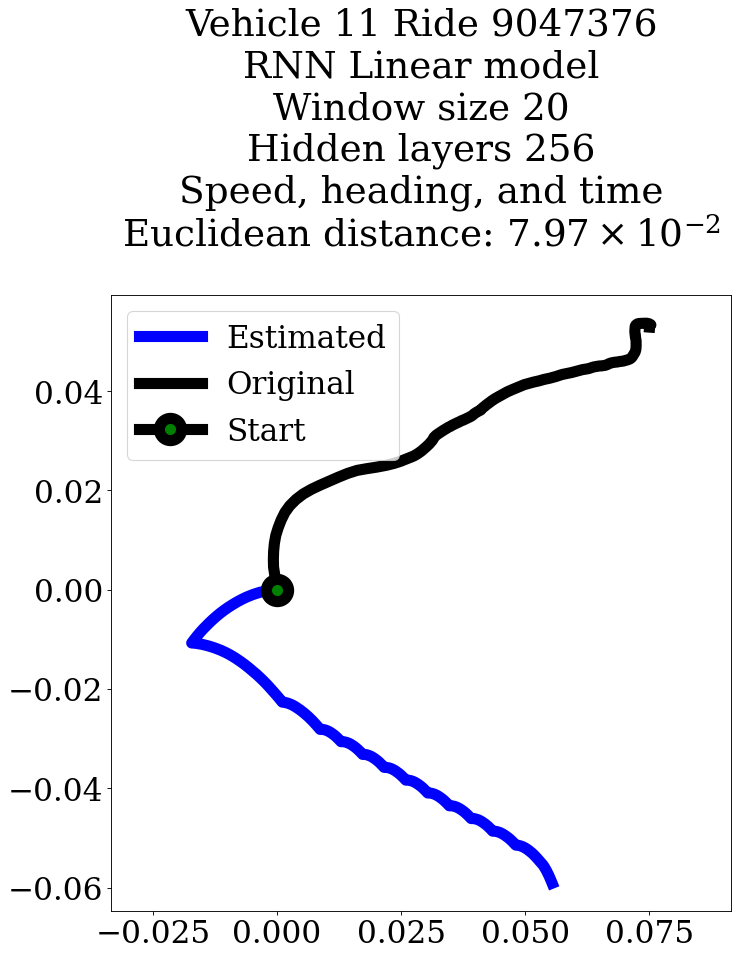 Vehicle 11 Ride 9047376
RNN Linear model
Window size 20
Hidden layers 256
Speed, heading, and time
Euclidean distance: 7.97 × 10⁻²
Estimated
Original
Start
0.04
0.02
0.00
−0.02
−0.04
−0.06
−0.025 0.000 0.025 0.050 0.075